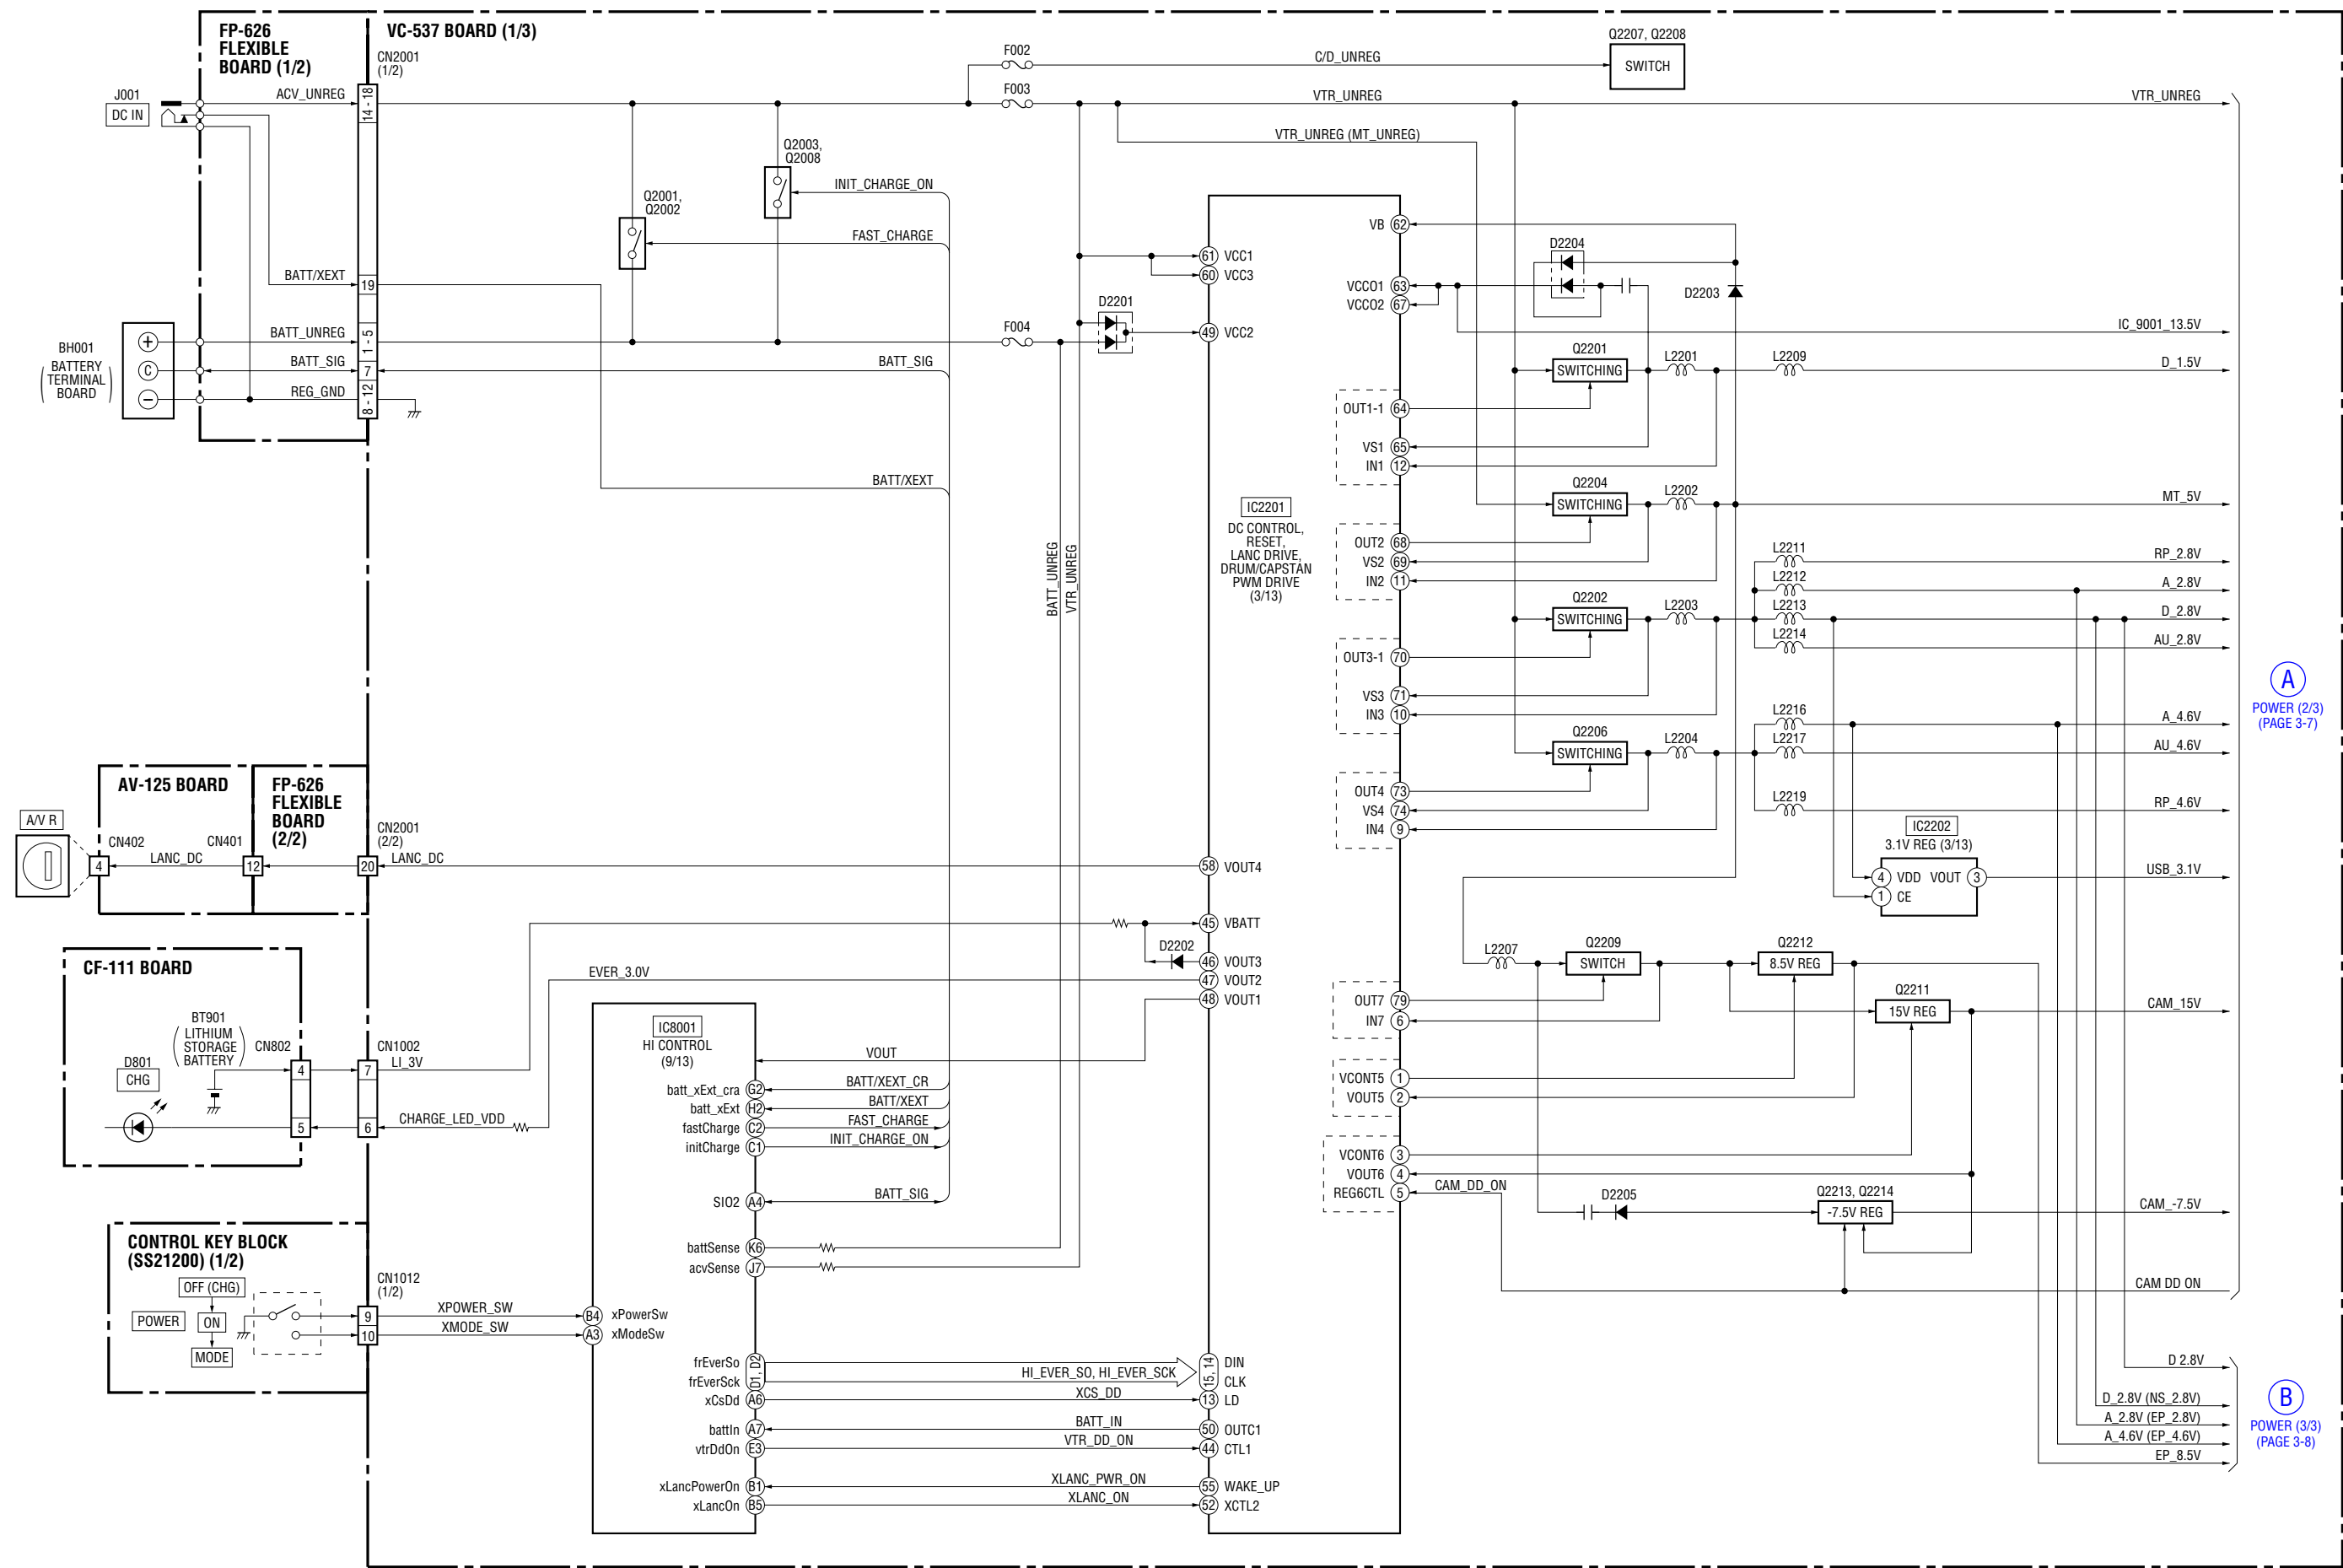 FP-626
FLEXIBLE
BOARD (1/2)
VC-537 BOARD (1/3)
CN2001
(1/2)
J001
DC IN
ACV_UNREG
14 - 18
F002
C/D_UNREG
Q2207, Q2208
SWITCH
F003
VTR_UNREG
VTR_UNREG
VTR_UNREG (MT_UNREG)
Q2003,
Q2008
INIT_CHARGE_ON
Q2001,
Q2002
FAST_CHARGE
BATT/XEXT
19
BH001
BATTERY
TERMINAL
BOARD
+
C
−
BATT_UNREG
1 - 5
BATT_SIG
7
REG_GND
8 - 12
F004
BATT_SIG
D2201
BATT/XEXT
BATT_UNREG
VTR_UNREG
61 VCC1
60 VCC3
49 VCC2
IC2201
DC CONTROL,
RESET,
LANC DRIVE,
DRUM/CAPSTAN
PWM DRIVE
(3/13)
VB 62
VCCO1 63
VCCO2 67
D2204
D2203
IC_9001_13.5V
Q2201
SWITCHING
L2201
L2209
D_1.5V
OUT1-1 64
VS1 65
IN1 12
Q2204
SWITCHING
L2202
MT_5V
OUT2 68
VS2 69
IN2 11
L2211
RP_2.8V
L2212
A_2.8V
Q2202
SWITCHING
L2203
L2213
D_2.8V
L2214
AU_2.8V
OUT3-1 70
VS3 71
IN3 10
L2216
A_4.6V
Q2206
SWITCHING
L2204
L2217
AU_4.6V
L2219
RP_4.6V
OUT4 73
VS4 74
IN4 9
A
POWER (2/3)
(PAGE 3-7)
IC2202
3.1V REG (3/13)
4 VDD VOUT 3
1 CE
USB_3.1V
AV-125 BOARD
FP-626
FLEXIBLE
BOARD
(2/2)
CN2001
(2/2)
A/V R
CN402
4
LANC_DC
CN401
12
20
LANC_DC
58 VOUT4
45 VBATT
D2202
46 VOUT3
EVER_3.0V
47 VOUT2
48 VOUT1
L2207
Q2209
SWITCH
Q2212
8.5V REG
Q2211
15V REG
CAM_15V
OUT7 79
IN7 6
VCONT5 1
VOUT5 2
VCONT6 3
VOUT6 4
REG6CTL 5
CAM_DD_ON
D2205
Q2213, Q2214
-7.5V REG
CAM_-7.5V
CAM DD ON
CF-111 BOARD
BT901
LITHIUM
STORAGE
BATTERY
D801
CHG
CN802
4
5
CN1002
7
6
LI_3V
CHARGE_LED_VDD
IC8001
HI CONTROL
(9/13)
VOUT
batt_xExt_cra G2
BATT/XEXT_CR
batt_xExt H2
BATT/XEXT
fastCharge C2
FAST_CHARGE
initCharge C1
INIT_CHARGE_ON
SIO2 A4
BATT_SIG
battSense K6
acvSense J7
CONTROL KEY BLOCK
(SS21200) (1/2)
OFF (CHG)
POWER
ON
MODE
CN1012
(1/2)
9
10
XPOWER_SW
B4 xPowerSw
XMODE_SW
A3 xModeSw
frEverSo
frEverSck
D1, D2
HI_EVER_SO, HI_EVER_SCK
15, 14
DIN
CLK
xCsDd A6
XCS_DD
13 LD
battIn A7
BATT_IN
50 OUTC1
vtrDdOn E3
VTR_DD_ON
44 CTL1
xLancPowerOn B1
XLANC_PWR_ON
55 WAKE_UP
xLancOn B5
XLANC_ON
52 XCTL2
D 2.8V
D_2.8V (NS_2.8V)
A_2.8V (EP_2.8V)
A_4.6V (EP_4.6V)
EP_8.5V
B
POWER (3/3)
(PAGE 3-8)